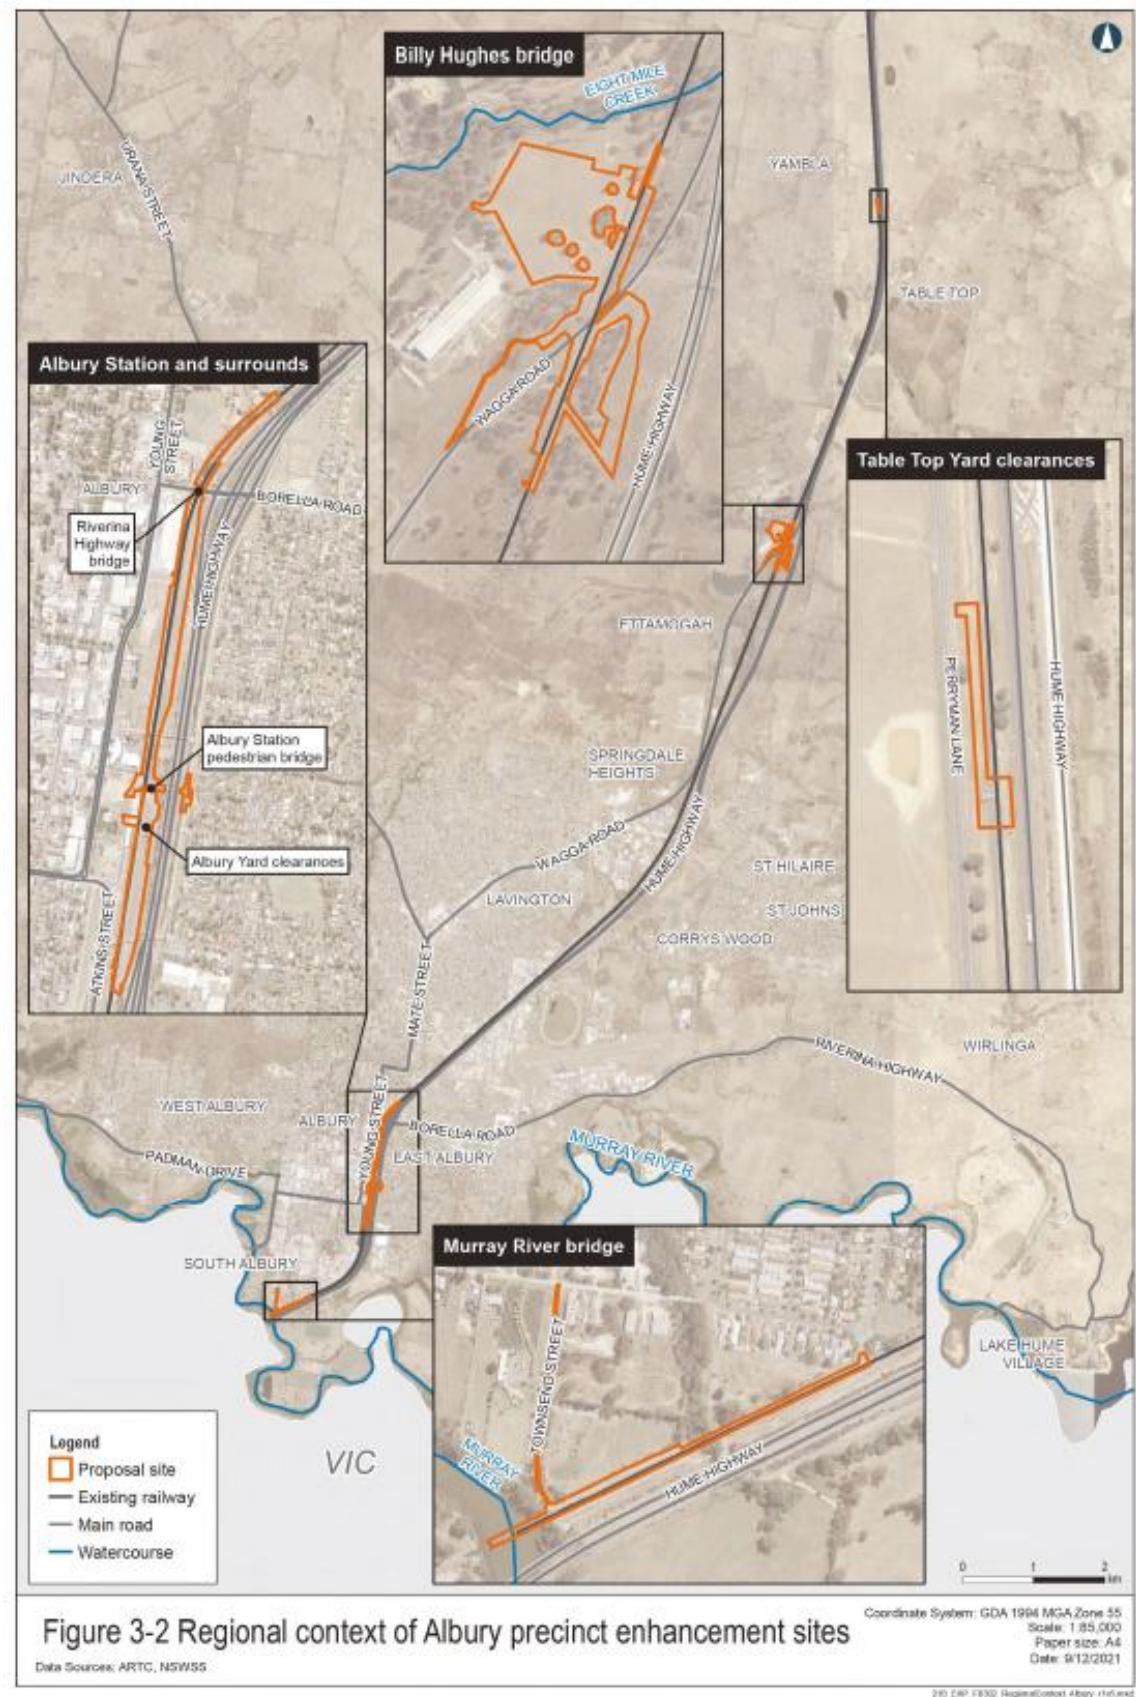 Billy Hughes bridge
EIGHT MILE
CREEK
WAGGA ROAD
HUME HIGHWAY
JINDERA
URANA STREET
YAMBLA
TABLE TOP
Albury Station and surrounds
YOUNG
STREET
ALBURY
BORELLA ROAD
Riverina
Highway
bridge
HUME HIGHWAY
Albury Station
pedestrian bridge
Albury Yard clearances
ATKINS STREET
Table Top Yard clearances
PERRYMAN LANE
HUME HIGHWAY
ETTAMOGAH
SPRINGDALE
HEIGHTS
WAGGA ROAD
HUME HIGHWAY
LAVINGTON
ST HILAIRE
ST JOHNS
CORRYS WOOD
MATE STREET
WIRLINGA
RIVERINA HIGHWAY
WEST ALBURY
ALBURY
YOUNG STREET
BORELLA ROAD
EAST ALBURY
PADMAN DRIVE
MURRAY RIVER
SOUTH ALBURY
Murray River bridge
TOWNSEND STREET
MURRAY
RIVER
HUME HIGHWAY
LAKE HUME
VILLAGE
VIC
Legend
Proposal site
Existing railway
Main road
Watercourse
0 1 2
km
Figure 3-2 Regional context of Albury precinct enhancement sites
Data Sources: ARTC, NSWSS
Coordinate System: GDA 1994 MGA Zone 55
Scale: 1:85,000
Paper size: A4
Date: 9/12/2021